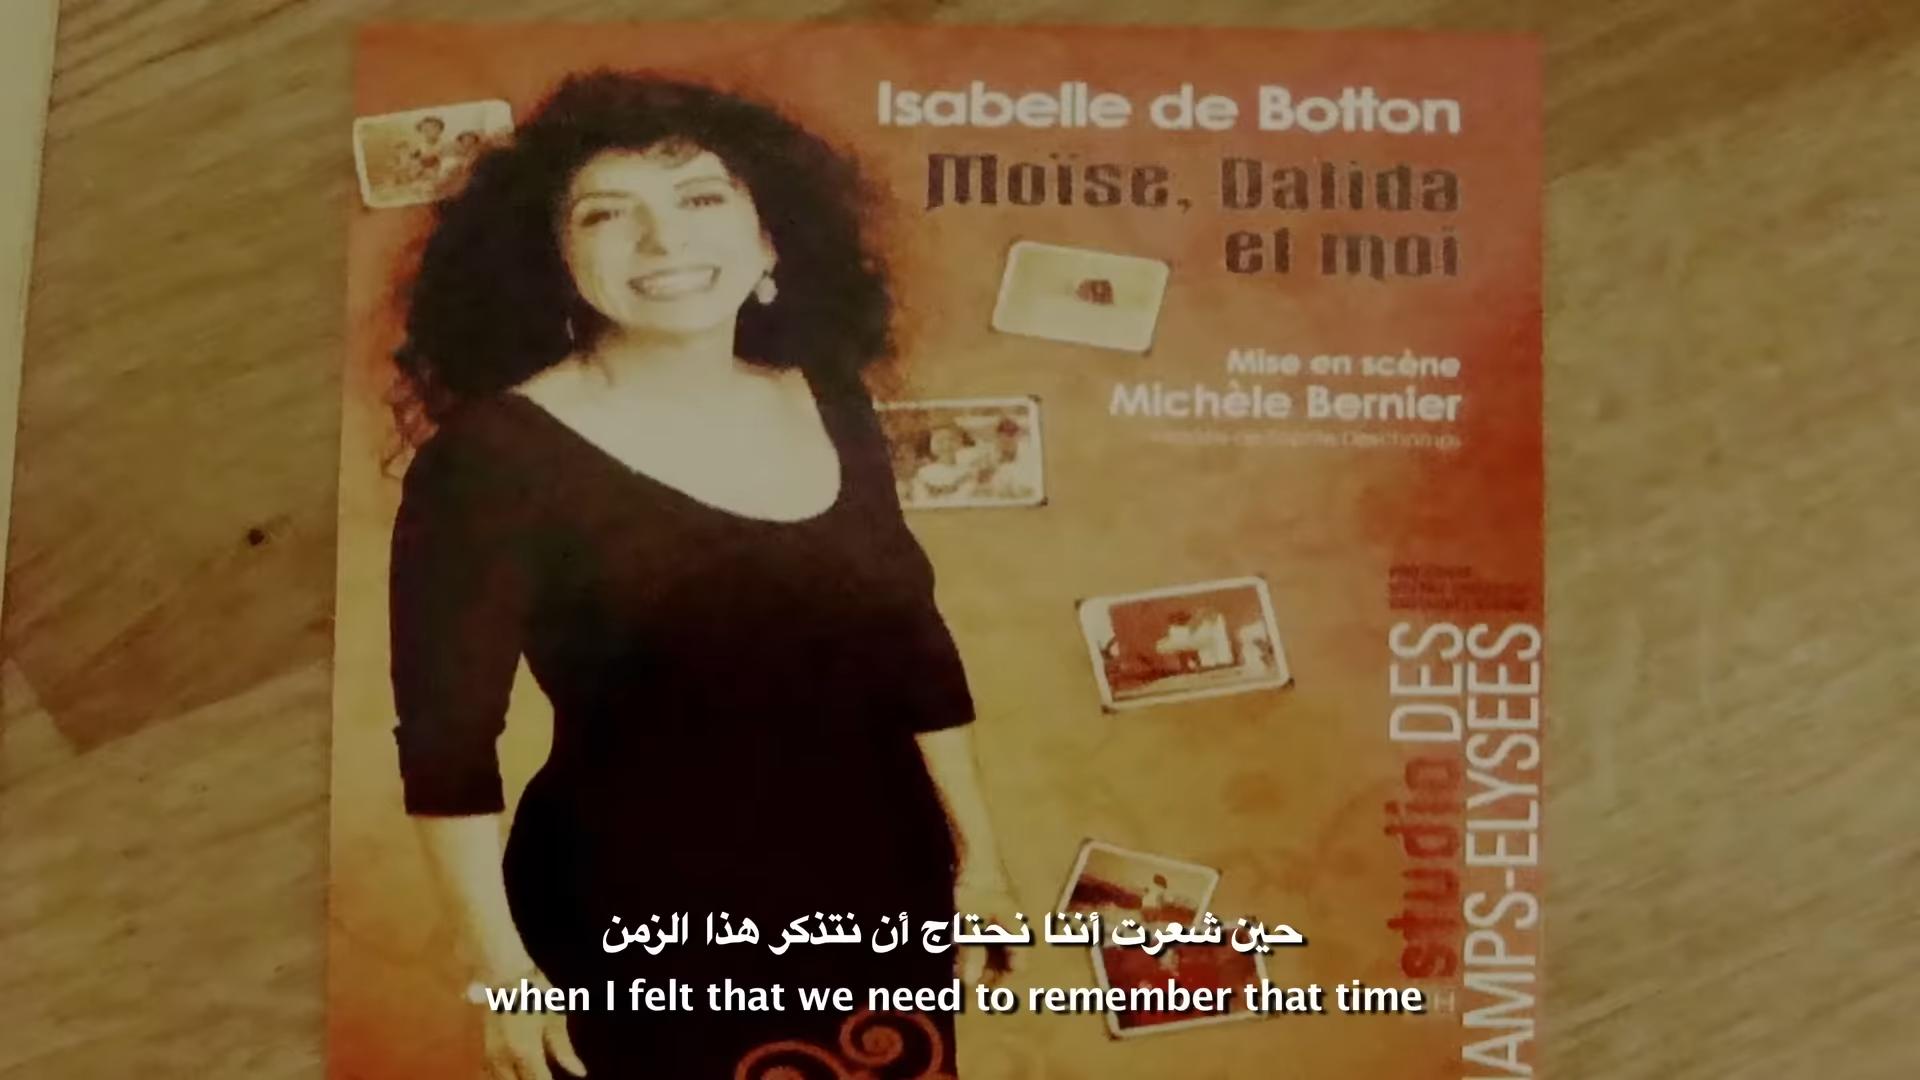 Isabelle de Botton
Moïse, Dalida
et moi
Mise en scène
Michèle Bernier
studio DES
AMPS-ELYSEES
حين شعرت أننا نحتاج أن نتذكر هذا الزمن
when I felt that we need to remember that time